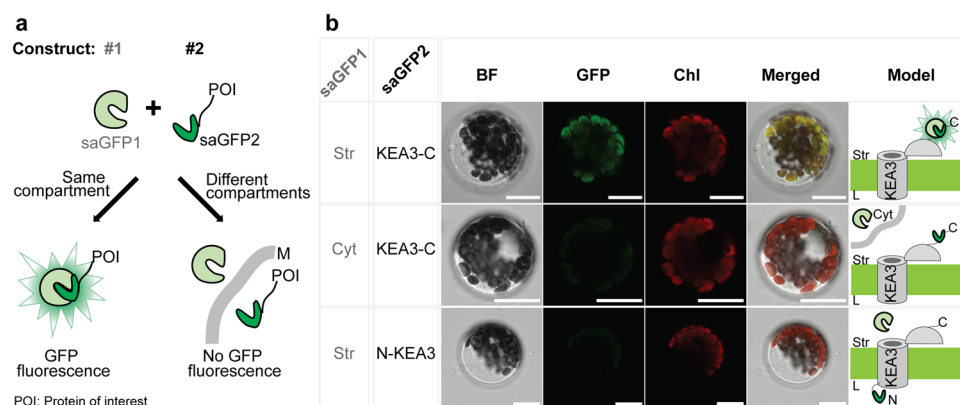 a
Construct: #1 #2
POI
saGFP1
saGFP2
Same
compartment
Different
compartments
POI
M
POI
GFP
fluorescence
No GFP
fluorescence
POI: Protein of interest
b
saGFP1
saGFP2
BF
GFP
Chl
Merged
Model
Str
KEA3-C
C
Str
L
KEA3
Cyt
KEA3-C
Cyt
C
Str
L
KEA3
Str
N-KEA3
C
Str
L
KEA3
N